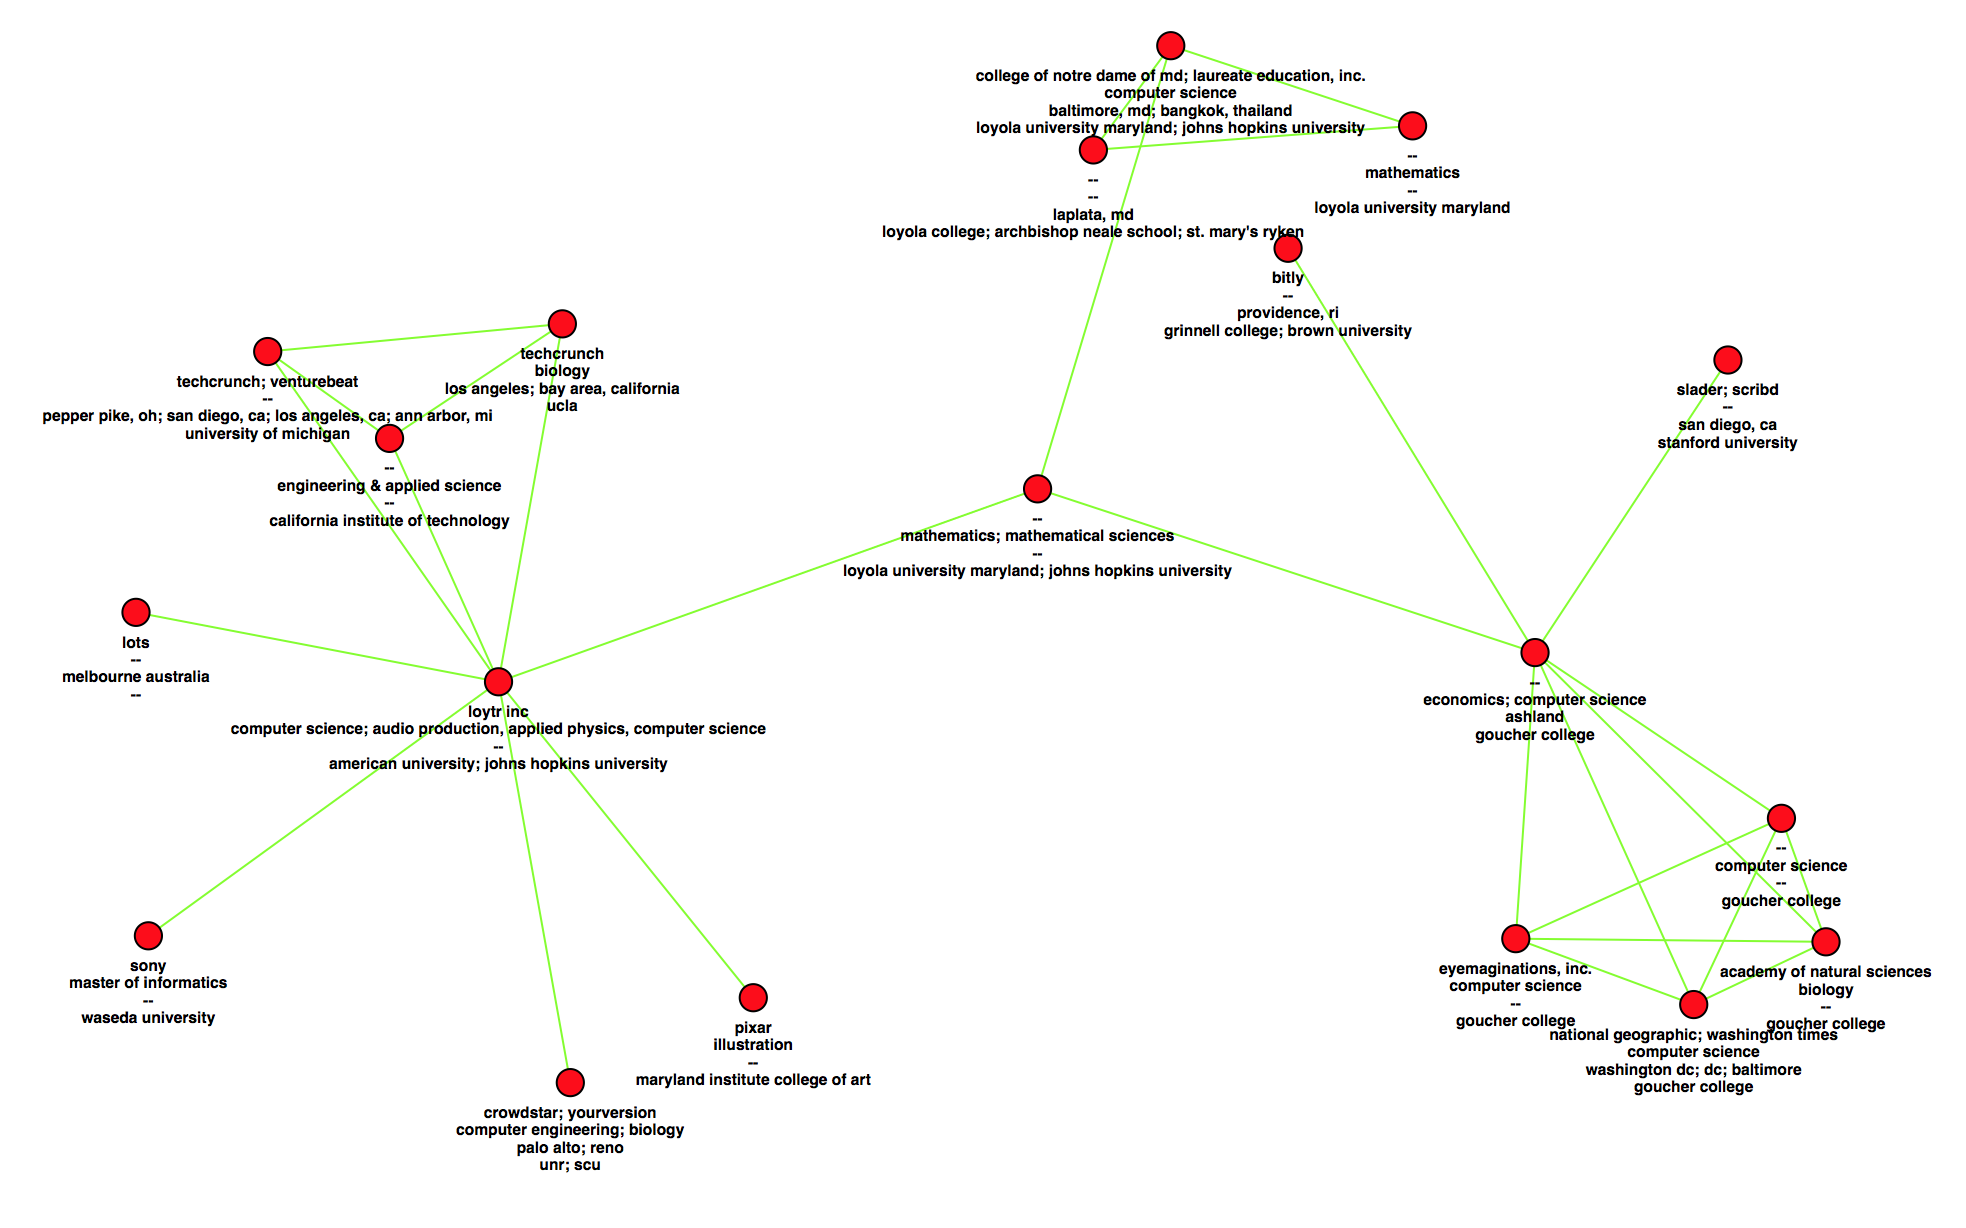 college of notre dame of md; laureate education, inc.
computer science
baltimore, md; bangkok, thailand
loyola university maryland; johns hopkins university
--
mathematics
--
loyola university maryland
--
--
laplata, md
loyola college; archbishop neale school; st. mary's ryken
bitly
--
providence, ri
grinnell college; brown university
techcrunch
biology
los angeles; bay area, california
ucla
techcrunch; venturebeat
--
pepper pike, oh; san diego, ca; los angeles, ca; ann arbor, mi
university of michigan
slader; scribd
--
san diego, ca
stanford university
--
engineering & applied science
--
california institute of technology
--
mathematics; mathematical sciences
--
loyola university maryland; johns hopkins university
lots
--
melbourne australia
--
loytr inc
computer science; audio production, applied physics, computer science
--
american university; johns hopkins university
--
economics; computer science
ashland
goucher college
--
computer science
--
goucher college
sony
master of informatics
--
waseda university
eyemaginations, inc.
computer science
--
goucher college
academy of natural sciences
biology
--
goucher college
national geographic; washington times
computer science
washington dc; dc; baltimore
goucher college
pixar
illustration
--
maryland institute college of art
crowdstar; yourversion
computer engineering; biology
palo alto; reno
unr; scu